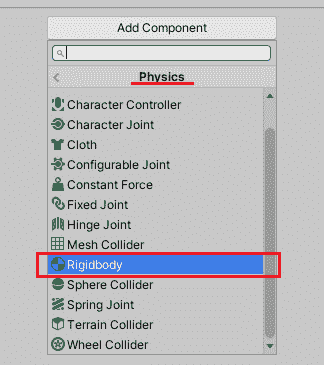 Add Component
Physics
Character Controller
Character Joint
Cloth
Configurable Joint
Constant Force
Fixed Joint
Hinge Joint
Mesh Collider
Rigidbody
Sphere Collider
Spring Joint
Terrain Collider
Wheel Collider